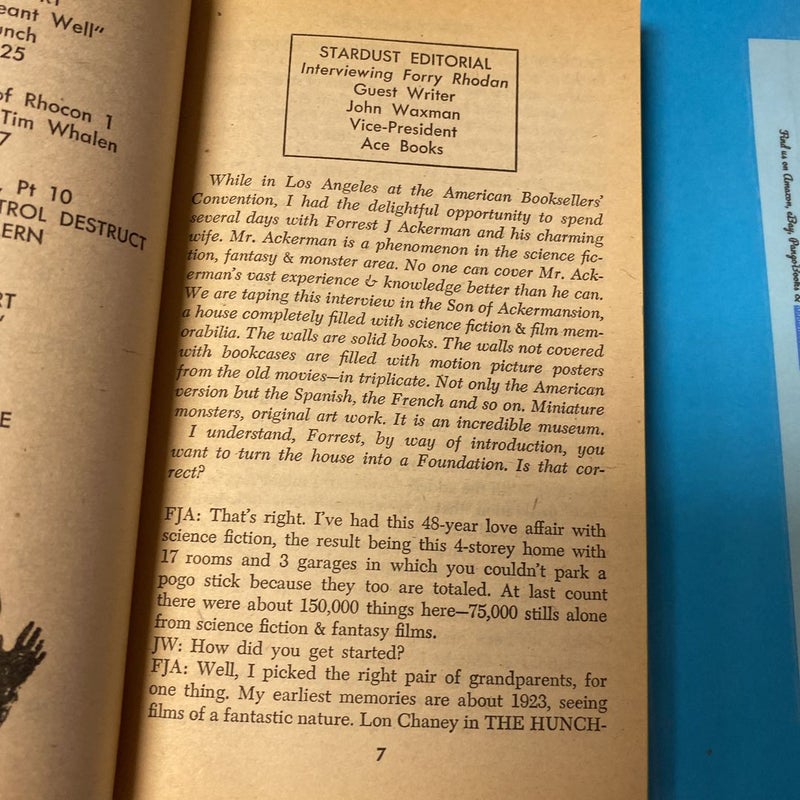 eant Well"
unch
25
of Rhocon 1
Tim Whalen
7
Pt 10
TROL DESTRUCT
ERN
RT
E
STARDUST EDITORIAL
Interviewing Forry Rhodan
Guest Writer
John Waxman
Vice-President
Ace Books
While in Los Angeles at the American Booksellers'
Convention, I had the delightful opportunity to spend
several days with Forrest J Ackerman and his charming
wife. Mr. Ackerman is a phenomenon in the science fic-
tion, fantasy & monster area. No one can cover Mr. Ack-
erman's vast experience & knowledge better than he can.
We are taping this interview in the Son of Ackermansion,
a house completely filled with science fiction & film mem-
orabilia. The walls are solid books. The walls not covered
with bookcases are filled with motion picture posters
from the old movies—in triplicate. Not only the American
version but the Spanish, the French and so on. Miniature
monsters, original art work. It is an incredible museum.
I understand, Forrest, by way of introduction, you
want to turn the house into a Foundation. Is that cor-
rect?
FJA: That's right. I've had this 48-year love affair with
science fiction, the result being this 4-storey home with
17 rooms and 3 garages in which you couldn't park a
pogo stick because they too are totaled. At last count
there were about 150,000 things here—75,000 stills alone
from science fiction & fantasy films.
JW: How did you get started?
FJA: Well, I picked the right pair of grandparents, for
one thing. My earliest memories are about 1923, seeing
films of a fantastic nature. Lon Chaney in THE HUNCH-
7
Find us on Amazon, eBay, PangoBooks &